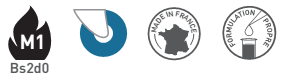 M1
Bs2d0
MADE IN FRANCE
FORMULATION PROPRE